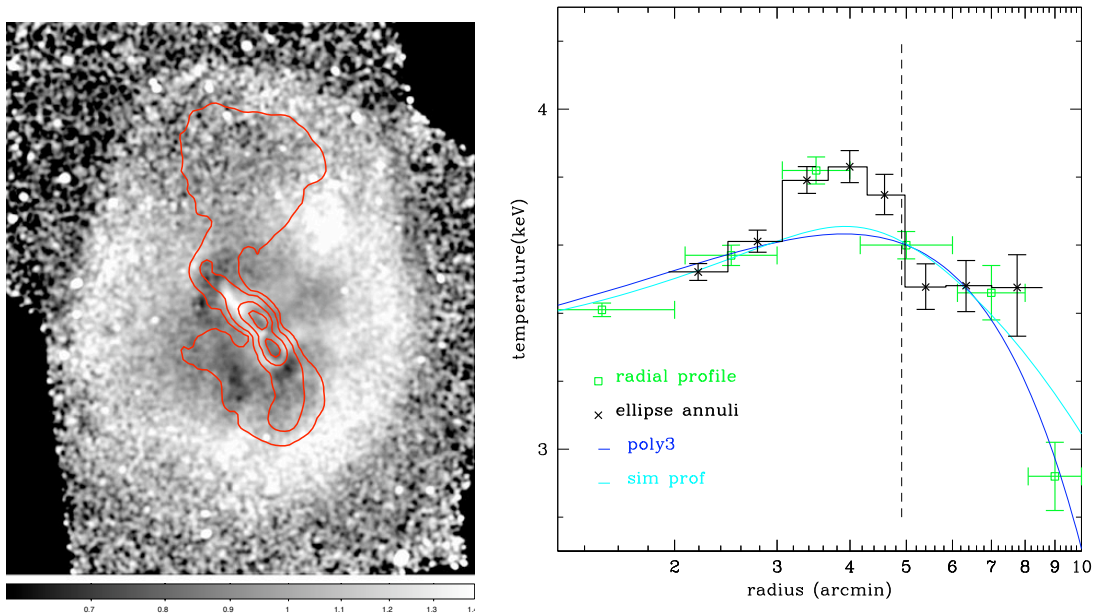 0.7 0.8 0.9 1 1.1 1.2 1.3 1.
temperature(keV)
4
3
radial profile
ellipse annuli
poly3
sim prof
2 3 4 5 6 7 8 9 10
radius (arcmin)